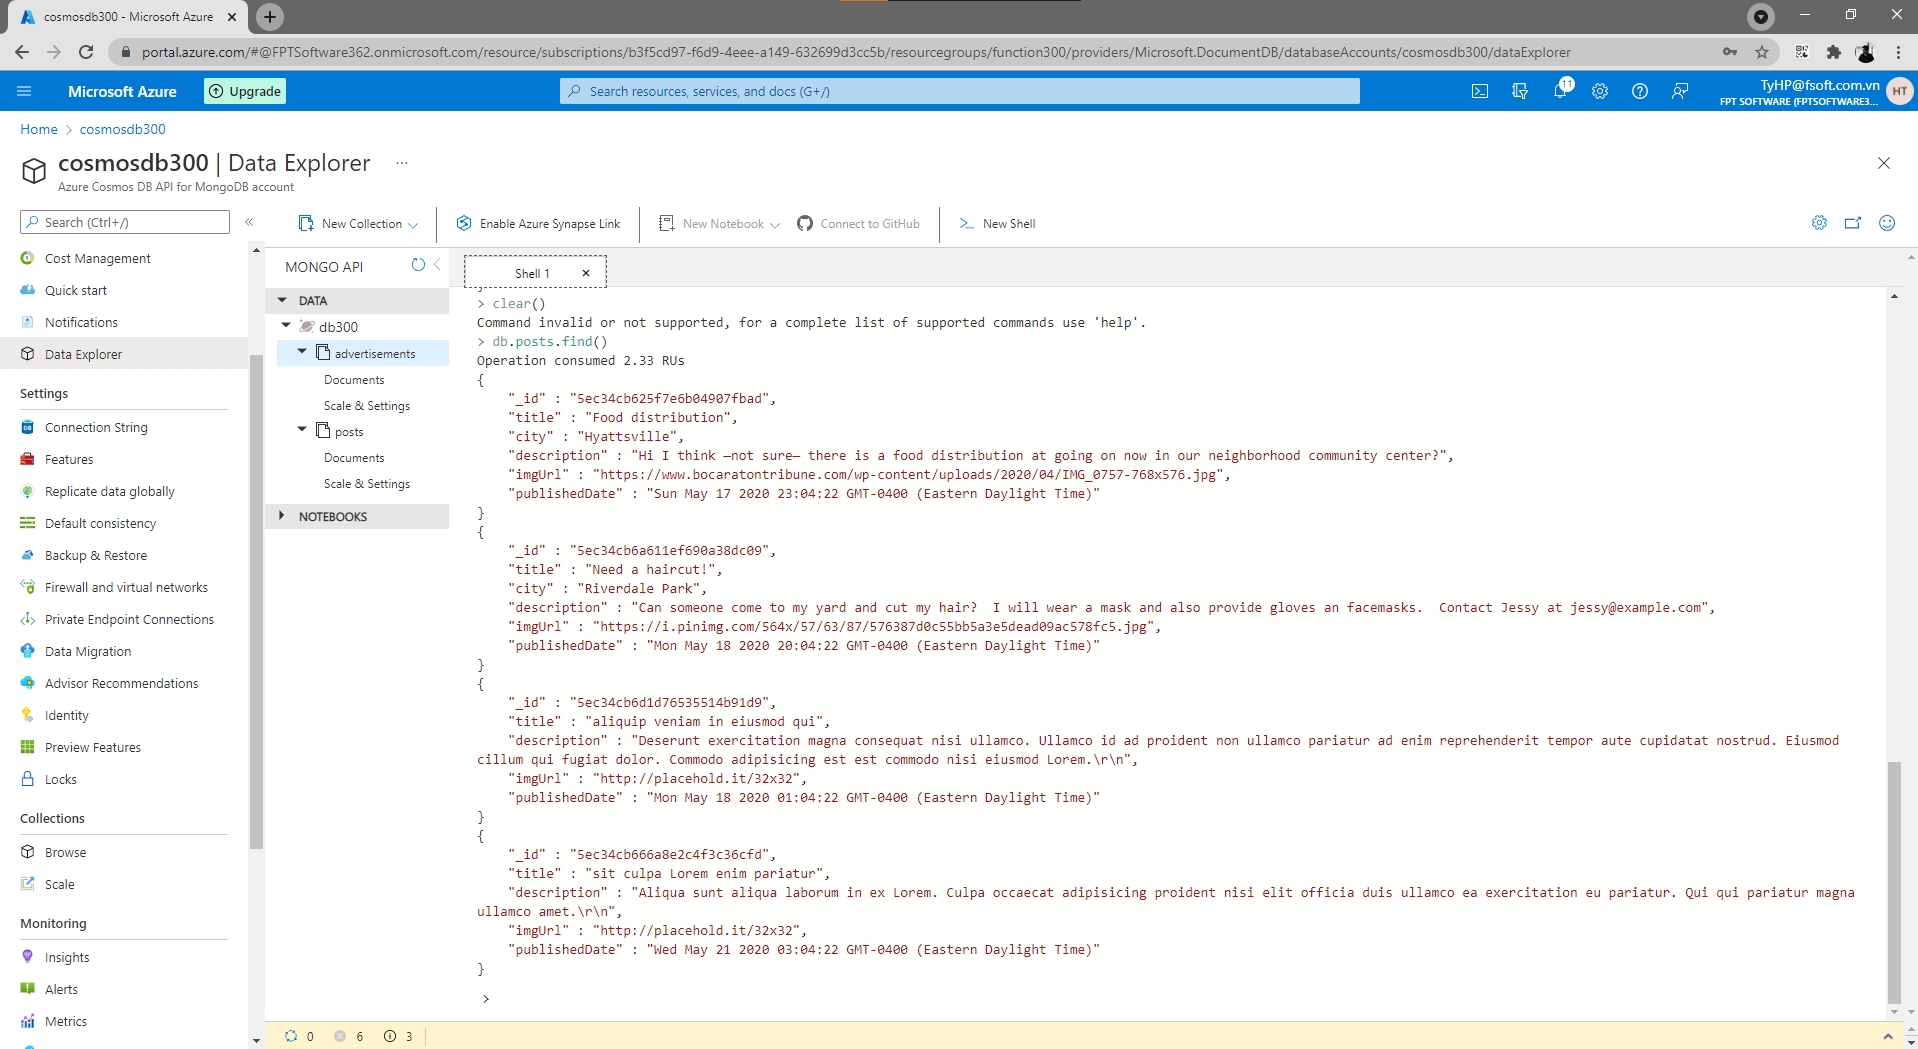 cosmosdb300 - Microsoft Azure
portal.azure.com/#@FPTSoftware362.onmicrosoft.com/resource/subscriptions/b3f5cd97-f6d9-4eee-a149-632699d3cc5b/resourcegroups/function300/providers/Microsoft.DocumentDB/databaseAccounts/cosmosdb300/dataExplorer
Microsoft Azure
Upgrade
Search resources, services, and docs (G+/)
11
TyHP@fsoft.com.vn
FPT SOFTWARE (FPTSOFTWARE3...
HT
Home > cosmosdb300
cosmosdb300 | Data Explorer ...
Azure Cosmos DB API for MongoDB account
Search (Ctrl+/)
Cost Management
Quick start
Notifications
Data Explorer
Settings
Connection String
Features
Replicate data globally
Default consistency
Backup & Restore
Firewall and virtual networks
Private Endpoint Connections
Data Migration
Advisor Recommendations
Identity
Preview Features
Locks
Collections
Browse
Scale
Monitoring
Insights
Alerts
Metrics
New Collection
Enable Azure Synapse Link
New Notebook
Connect to GitHub
New Shell
MONGO API
DATA
db300
advertisements
Documents
Scale & Settings
posts
Documents
Scale & Settings
NOTEBOOKS
Shell 1
}
> clear()
Command invalid or not supported, for a complete list of supported commands use 'help'.
> db.posts.find()
Operation consumed 2.33 RUs
{
"_id" : "5ec34cb625f7e6b04907fbad",
"title" : "Food distribution",
"city" : "Hyattsville",
"description" : "Hi I think —not sure— there is a food distribution at going on now in our neighborhood community center?",
"imgUrl" : "https://www.bocaratontribune.com/wp-content/uploads/2020/04/IMG_0757-768x576.jpg",
"publishedDate" : "Sun May 17 2020 23:04:22 GMT-0400 (Eastern Daylight Time)"
}
{
"_id" : "5ec34cb6a611ef690a38dc09",
"title" : "Need a haircut!",
"city" : "Riverdale Park",
"description" : "Can someone come to my yard and cut my hair?  I will wear a mask and also provide gloves an facemasks.  Contact Jessy at jessy@example.com",
"imgUrl" : "https://i.pinimg.com/564x/57/63/87/576387d0c55bb5a3e5dead09ac578fc5.jpg",
"publishedDate" : "Mon May 18 2020 20:04:22 GMT-0400 (Eastern Daylight Time)"
}
{
"_id" : "5ec34cb6d1d76535514b91d9",
"title" : "aliquip veniam in eiusmod qui",
"description" : "Deserunt exercitation magna consequat nisi ullamco. Ullamco id ad proident non ullamco pariatur ad enim reprehenderit tempor aute cupidatat nostrud. Eiusmod
cillum qui fugiat dolor. Commodo adipisicing est est commodo nisi eiusmod Lorem.\r\n",
"imgUrl" : "http://placehold.it/32x32",
"publishedDate" : "Mon May 18 2020 01:04:22 GMT-0400 (Eastern Daylight Time)"
}
{
"_id" : "5ec34cb666a8e2c4f3c36cfd",
"title" : "sit culpa Lorem enim pariatur",
"description" : "Aliqua sunt aliqua laborum in ex Lorem. Culpa occaecat adipisicing proident nisi elit officia duis ullamco ea exercitation eu pariatur. Qui qui pariatur magna
ullamco amet.\r\n",
"imgUrl" : "http://placehold.it/32x32",
"publishedDate" : "Wed May 21 2020 03:04:22 GMT-0400 (Eastern Daylight Time)"
}
>
0 6 3